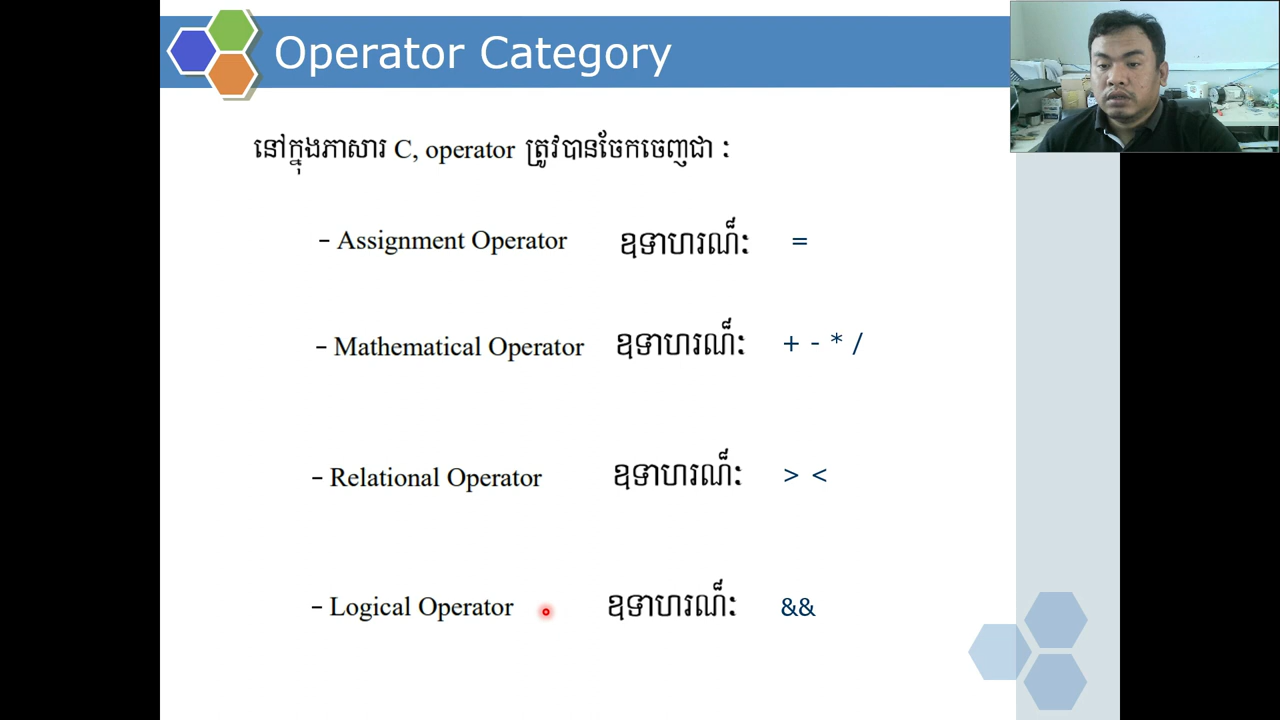 Operator Category
នៅក្នុងភាសារ C, operator ត្រូវបានចែកចេញជា ៈ
– Assignment Operator ឧទាហរណ៏ៈ =
– Mathematical Operator ឧទាហរណ៏ៈ + - * /
– Relational Operator ឧទាហរណ៏ៈ > <
– Logical Operator ឧទាហរណ៏ៈ &&